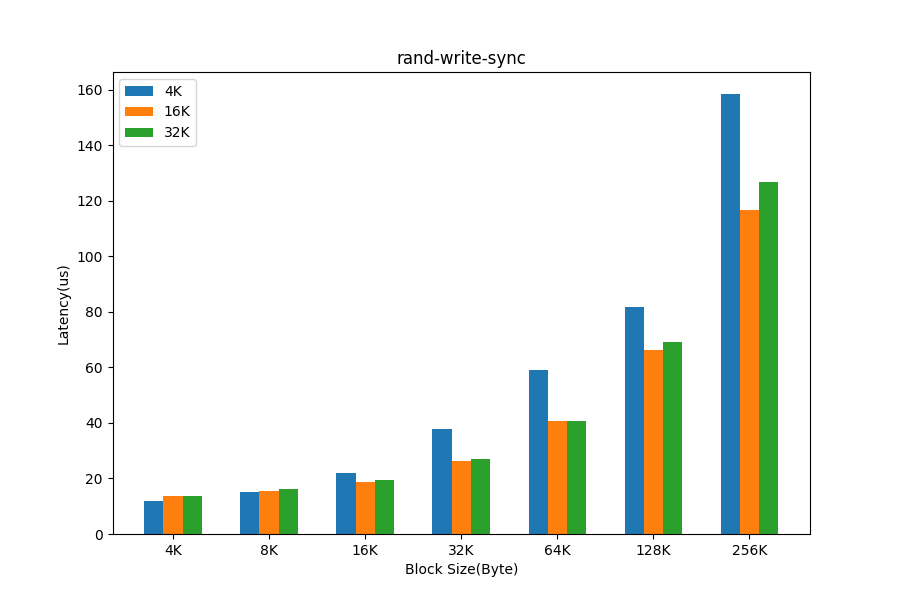 rand-write-sync
4K
16K
32K
160
140
120
100
80
60
40
20
0
Latency(us)
4K 8K 16K 32K 64K 128K 256K
Block Size(Byte)